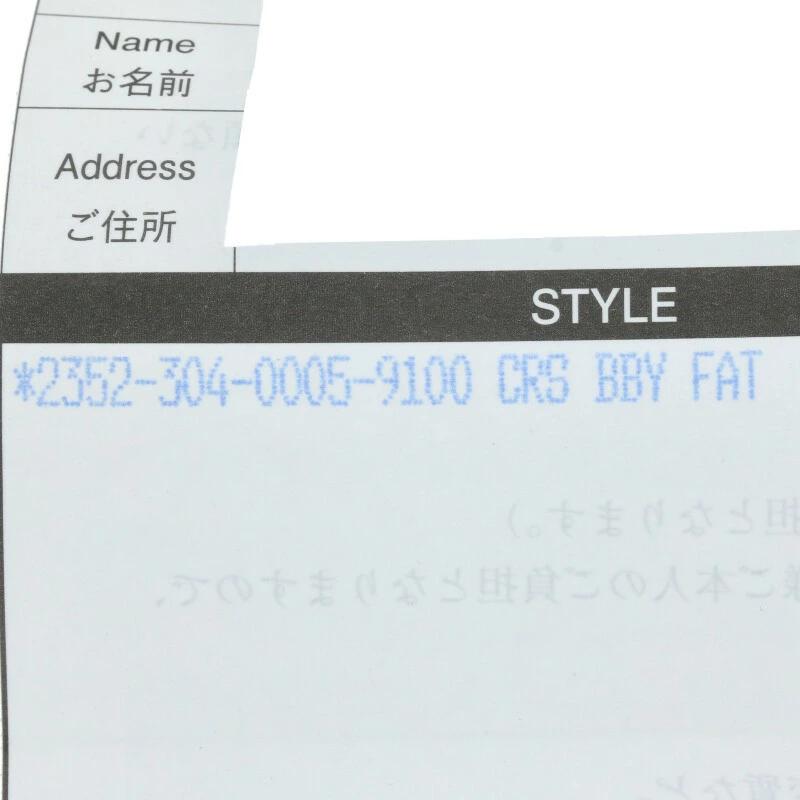 Name
お名前
Address
ご住所
STYLE
*2352-304-0005-9100 CRS BBY FAT